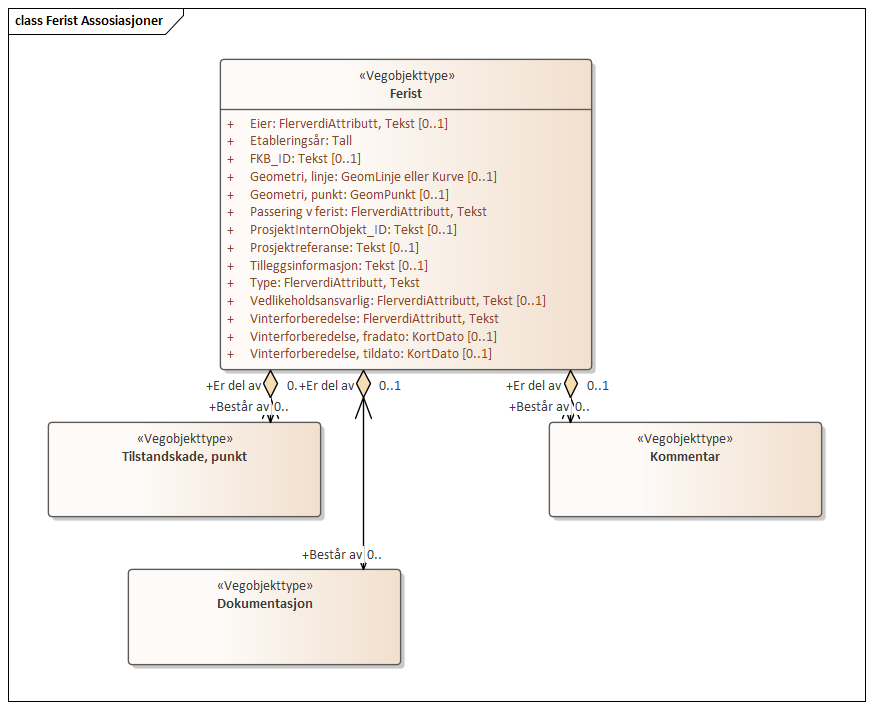 class Ferist Assosiasjoner
«Vegobjekttype»
Ferist
+ Eier: FlerverdiAttributt, Tekst [0..1]
+ Etableringsår: Tall
+ FKB_ID: Tekst [0..1]
+ Geometri, linje: GeomLinje eller Kurve [0..1]
+ Geometri, punkt: GeomPunkt [0..1]
+ Passering v ferist: FlerverdiAttributt, Tekst
+ ProsjektInternObjekt_ID: Tekst [0..1]
+ Prosjektreferanse: Tekst [0..1]
+ Tilleggsinformasjon: Tekst [0..1]
+ Type: FlerverdiAttributt, Tekst
+ Vedlikeholdsansvarlig: FlerverdiAttributt, Tekst [0..1]
+ Vinterforberedelse: FlerverdiAttributt, Tekst
+ Vinterforberedelse, fradato: KortDato [0..1]
+ Vinterforberedelse, tildato: KortDato [0..1]
+Er del av 0..
+Er del av 0..1
+Er del av 0..1
+Består av 0..
+Består av 0..
«Vegobjekttype»
Tilstandskade, punkt
«Vegobjekttype»
Kommentar
+Består av 0..
«Vegobjekttype»
Dokumentasjon